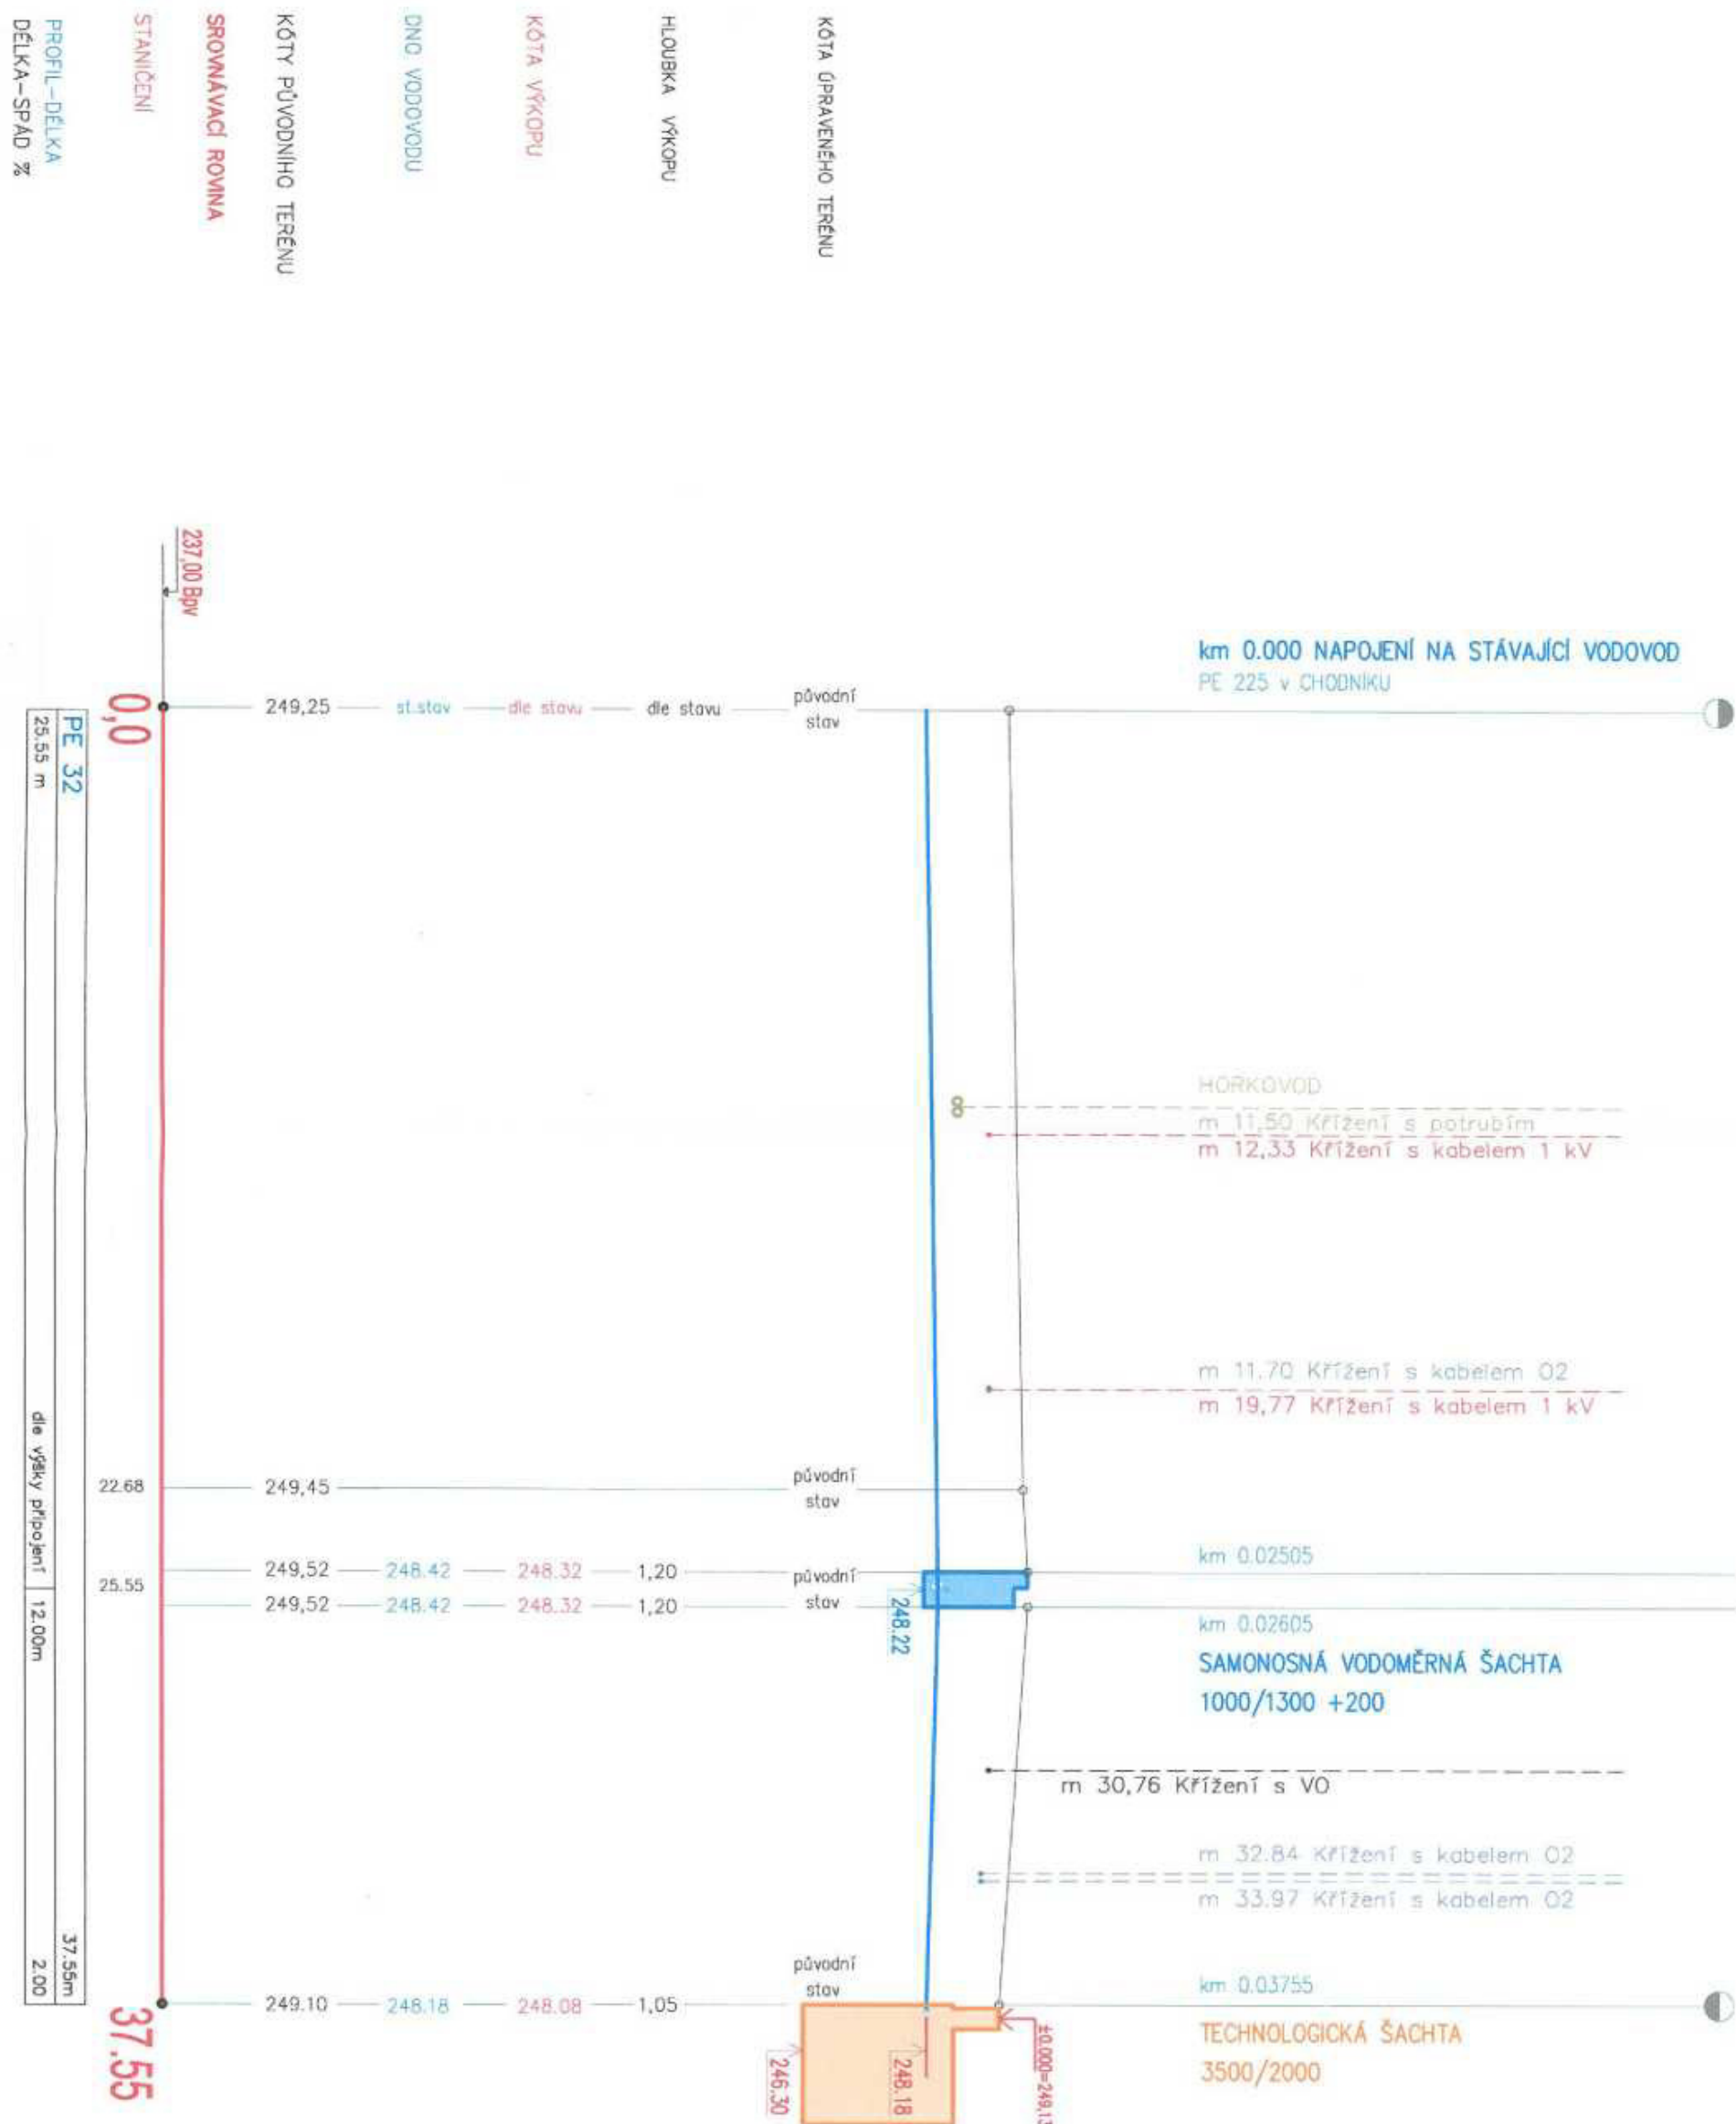 km 0.000 NAPOJENÍ NA STÁVAJÍCÍ VODOVOD
PE 225 v CHODNÍKU
HORKOVOD
m 11,50 Křížení s potrubím
m 12,33 Křížení s kabelem 1 kV
m 11.70 Křížení s kabelem O2
m 19,77 Křížení s kabelem 1 kV
km 0.02505
km 0.02605
SAMONOSNÁ VODOMĚRNÁ ŠACHTA
1000/1300 +200
m 30,76 Křížení s VO
m 32.84 Křížení s kabelem O2
m 33.97 Křížení s kabelem O2
km 0.03755
TECHNOLOGICKÁ ŠACHTA
3500/2000
±0.000=249,13
248.22
248.18
246.30
KÓTA ÚPRAVENÉHO TERÉNU
původní
stav
původní
stav
původní
stav
původní
stav
HLOUBKA VÝKOPU
dle stavu
1,20
1,20
1,05
KÓTA VÝKOPU
dle stavu
248.32
248.32
248.08
DNO VODOVODU
st.stav
248.42
248.42
248.18
KÓTY PŮVODNÍHO TERÉNU
249,25
249,45
249,52
249,52
249.10
SROVNÁVACÍ ROVINA
237,00 Bpv
STANIČENÍ
0,0
22.68
25.55
37.55
PROFIL-DÉLKA
PE 32
37.55m
DÉLKA-SPÁD %
25.55 m
dle výšky připojení
12.00m
2.00